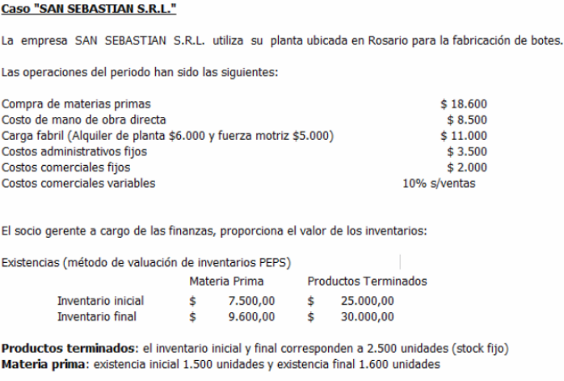 Caso "SAN SEBASTIAN S.R.L."
La empresa SAN SEBASTIAN S.R.L. utiliza su planta ubicada en Rosario para la fabricación de botes.
Las operaciones del periodo han sido las siguientes:
Compra de materias primas $ 18.600
Costo de mano de obra directa $ 8.500
Carga fabril (Alquiler de planta $6.000 y fuerza motriz $5.000) $ 11.000
Costos administrativos fijos $ 3.500
Costos comerciales fijos $ 2.000
Costos comerciales variables 10% s/ventas
El socio gerente a cargo de las finanzas, proporciona el valor de los inventarios:
Existencias (método de valuación de inventarios PEPS)
Materia Prima Productos Terminados
Inventario inicial $ 7.500,00 $ 25.000,00
Inventario final $ 9.600,00 $ 30.000,00
Productos terminados: el inventario inicial y final corresponden a 2.500 unidades (stock fijo)
Materia prima: existencia inicial 1.500 unidades y existencia final 1.600 unidades